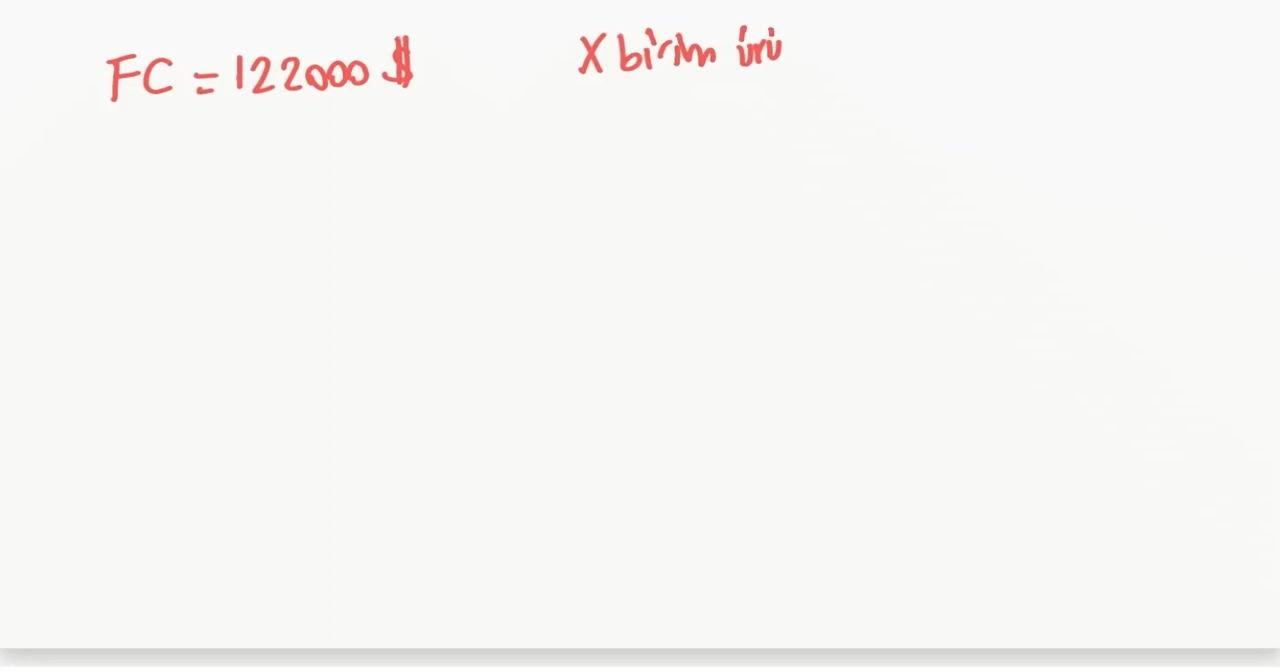 FC = 122000 $
X birim ürü